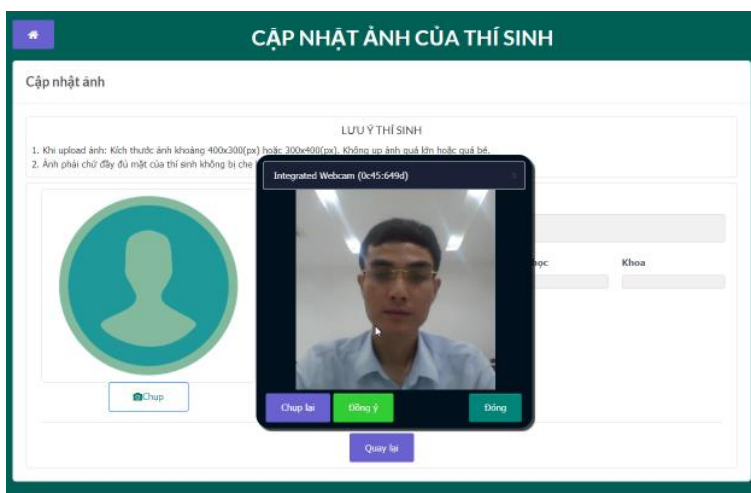 CẬP NHẬT ẢNH CỦA THÍ SINH
Cập nhật ảnh
LƯU Ý THÍ SINH
1. Khi upload ảnh: Kích thước ảnh khoảng 400x300(px) hoặc 300x400(px). Không up ảnh quá lớn hoặc quá bé.
2. Ảnh phải chứ đầy đủ mặt của thí sinh không bị che
Integrated Webcam (0c45:649d)
học Khoa
Chụp
Chụp lại Đồng ý Đóng
Quay lại